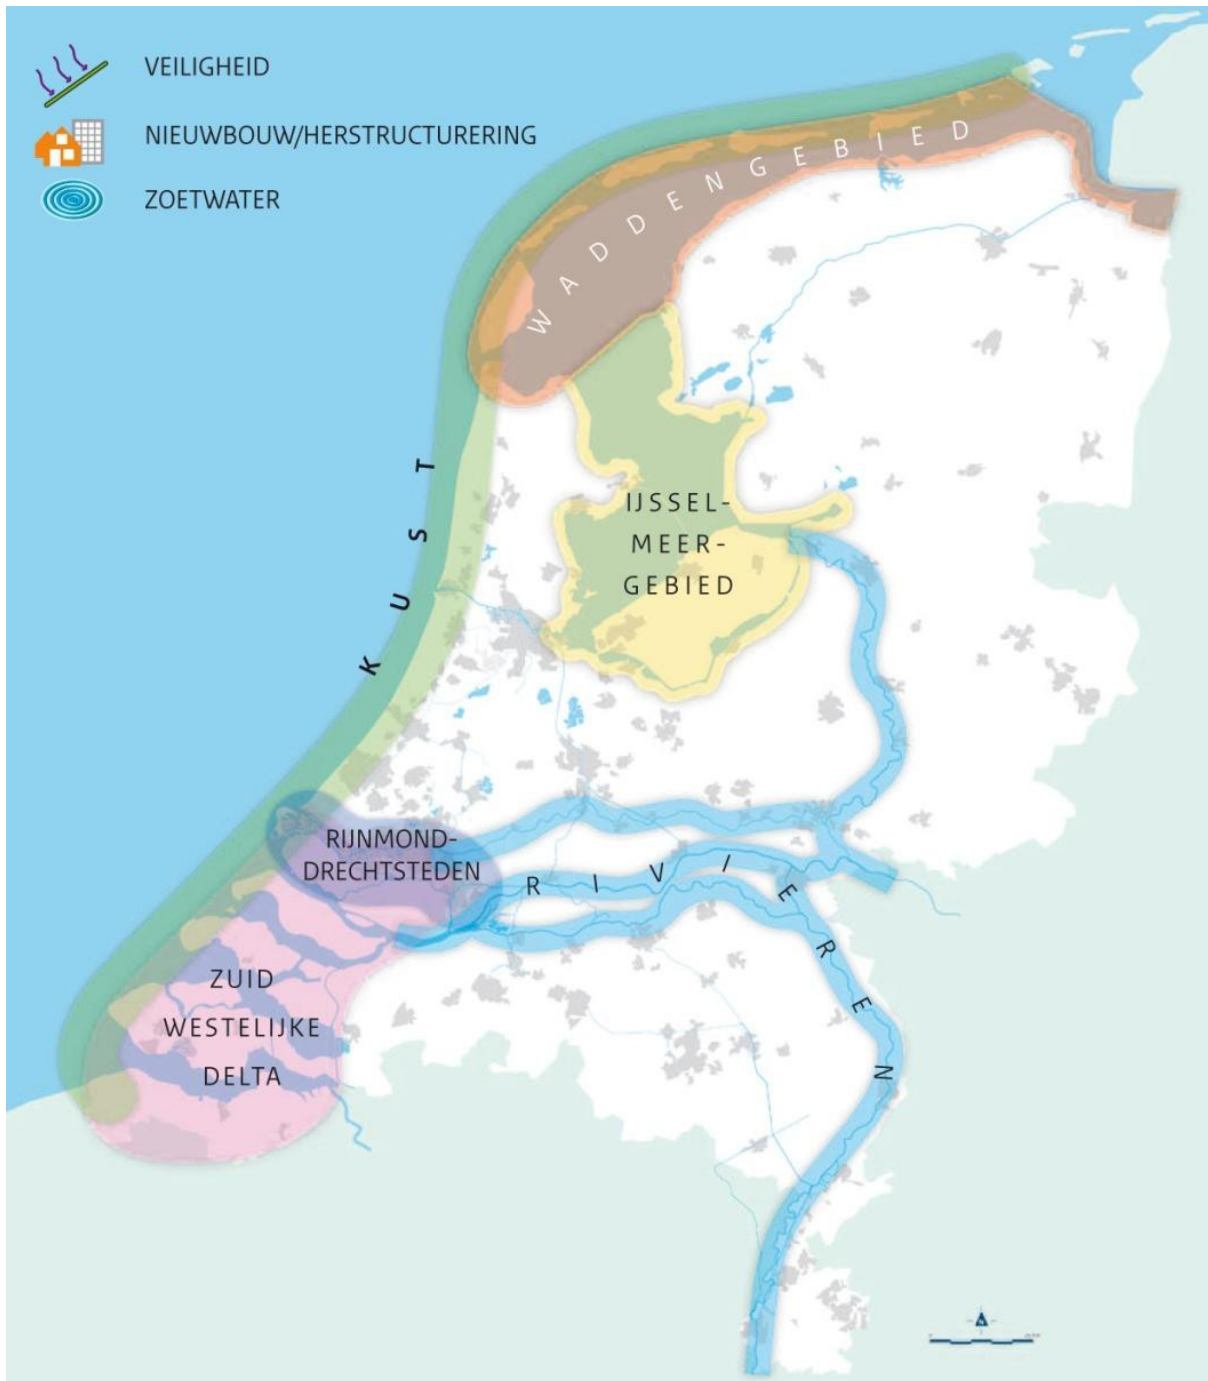 VEILIGHEID
NIEUWBOUW/HERSTRUCTURERING
ZOETWATER
WADDENGEBIED
KUST
IJSSEL-
MEER-
GEBIED
RIJNMOND-
DRECHTSTEDEN
RIVIEREN
ZUID
WESTELIJKE
DELTA